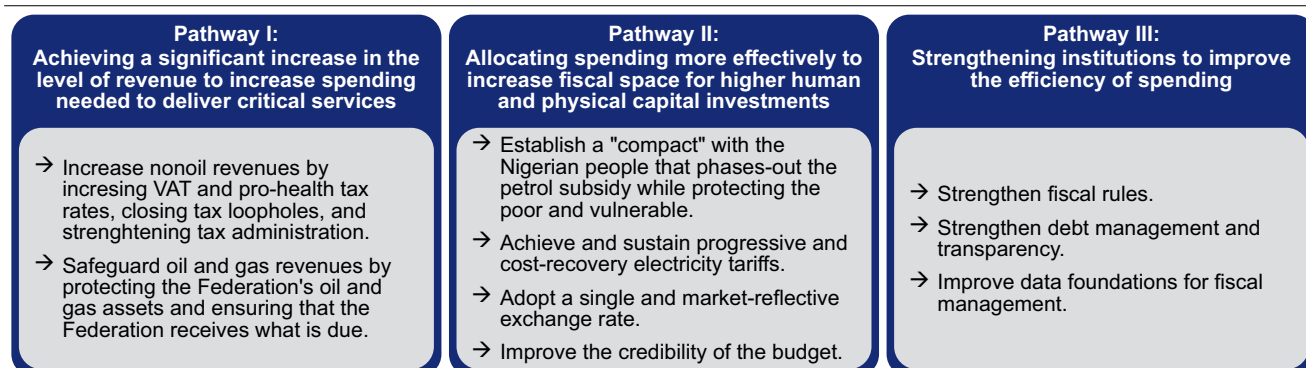 Pathway I:
Achieving a significant increase in the
level of revenue to increase spending
needed to deliver critical services
→ Increase nonoil revenues by
incresing VAT and pro-health tax
rates, closing tax loopholes, and
strenghtening tax administration.
→ Safeguard oil and gas revenues by
protecting the Federation's oil and
gas assets and ensuring that the
Federation receives what is due.
Pathway II:
Allocating spending more effectively to
increase fiscal space for higher human
and physical capital investments
→ Establish a "compact" with the
Nigerian people that phases-out the
petrol subsidy while protecting the
poor and vulnerable.
→ Achieve and sustain progressive and
cost-recovery electricity tariffs.
→ Adopt a single and market-reflective
exchange rate.
→ Improve the credibility of the budget.
Pathway III:
Strengthening institutions to improve
the efficiency of spending
→ Strengthen fiscal rules.
→ Strengthen debt management and
transparency.
→ Improve data foundations for fiscal
management.